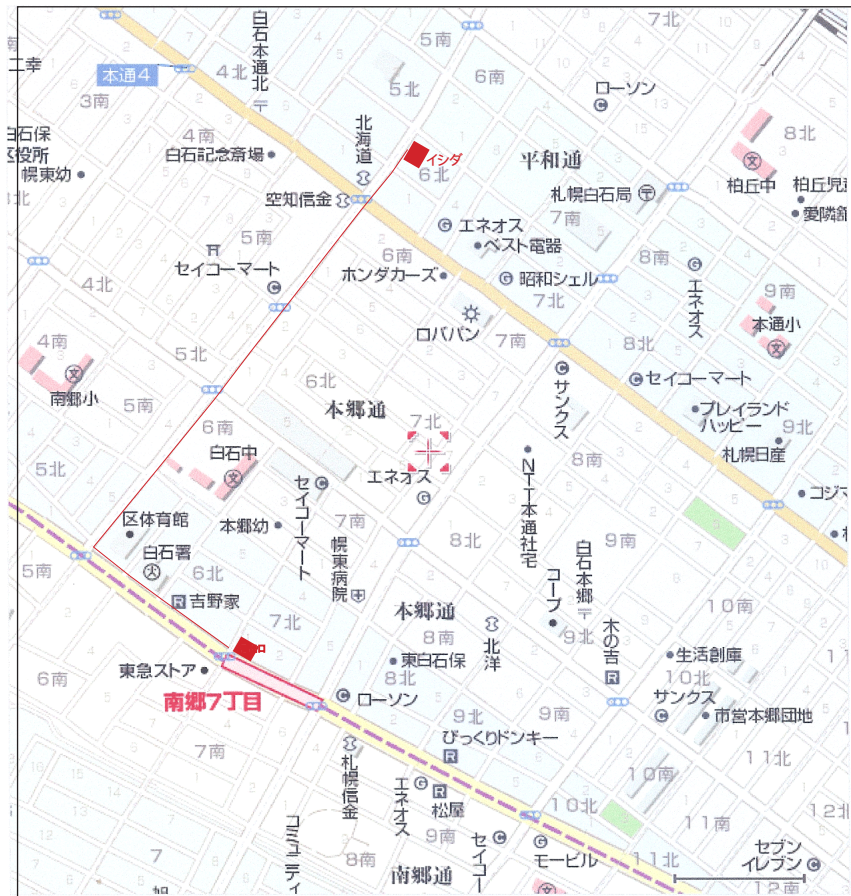 白石本通北
7北
5南
二幸
4北
本通4
6南
3南
5北
ローソン
4南
8北
白石保
区役所
北海道
イシダ
白石記念斎場
平和通
幌東幼
6北
柏丘中
柏丘児童
札幌白石局
空知信金
愛隣館
7南
エネオス
5南
6南
ベスト電器
8南
セイコーマート
ホンダカーズ
昭和シェル
エネオス
4北
7北
9南
ロバパン
本通小
4南
7南
8北
5北
6北
セイコーマート
南郷小
本郷通
サンクス
プレイランド
ハッピー
5南
7北
9北
6南
札幌日産
白石中
8南
5北
エネオス
NTT本通社宅
コジマ
セイコーマート
区体育館
本郷幼
7南
幌東病院
8北
9南
白石署
5南
6北
白石本郷
吉野家
コープ
本郷通
10南
7北
8南
北洋
9北
木の吉
東白石保
生活創庫
東急ストア
6南
8北
10北
南郷7丁目
ローソン
サンクス
9北
9南
市営本郷団地
びっくりドンキー
7南
札幌信金
11北
エネオス
10南
松屋
10北
12北
コミュニティ
9南
11南
セイコー
モービル
セブン
イレブン
7
8南
南郷通
11北
12南
旭